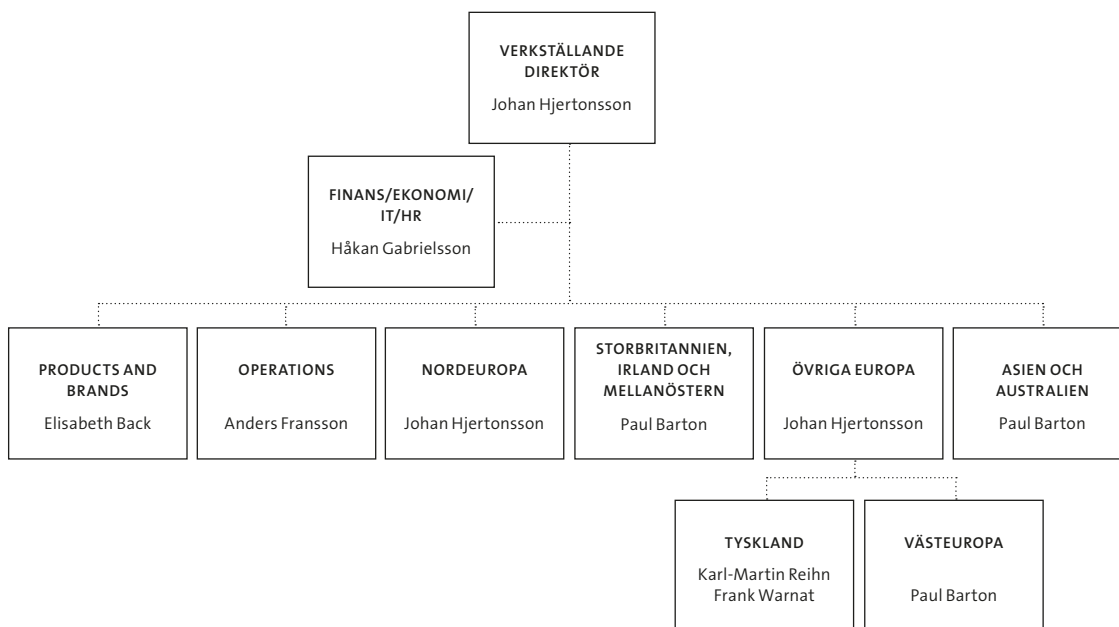 VERKSTÄLLANDE
DIREKTÖR
Johan Hjertonsson
FINANS/EKONOMI/
IT/HR
Håkan Gabrielsson
PRODUCTS AND
BRANDS
Elisabeth Back
OPERATIONS
Anders Fransson
NORDEUROPA
Johan Hjertonsson
STORBRITANNIEN,
IRLAND OCH
MELLANÖSTERN
Paul Barton
ÖVRIGA EUROPA
Johan Hjertonsson
ASIEN OCH
AUSTRALIEN
Paul Barton
TYSKLAND
Karl-Martin Reihn
Frank Warnat
VÄSTEUROPA
Paul Barton